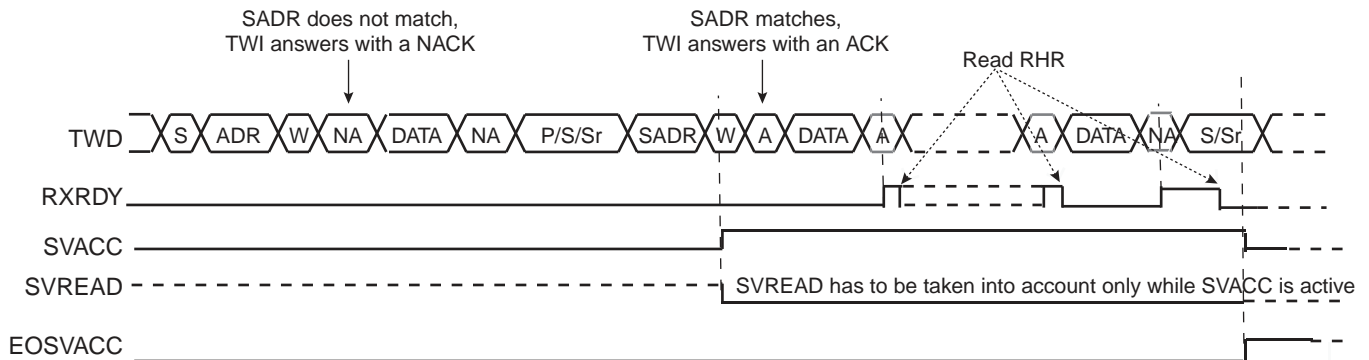 SADR does not match,
TWI answers with a NACK
SADR matches,
TWI answers with an ACK
Read RHR
TWD S ADR W NA DATA NA P/S/Sr SADR W A DATA A A DATA NA S/Sr
RXRDY
SVACC
SVREAD SVREAD has to be taken into account only while SVACC is active
EOSVACC